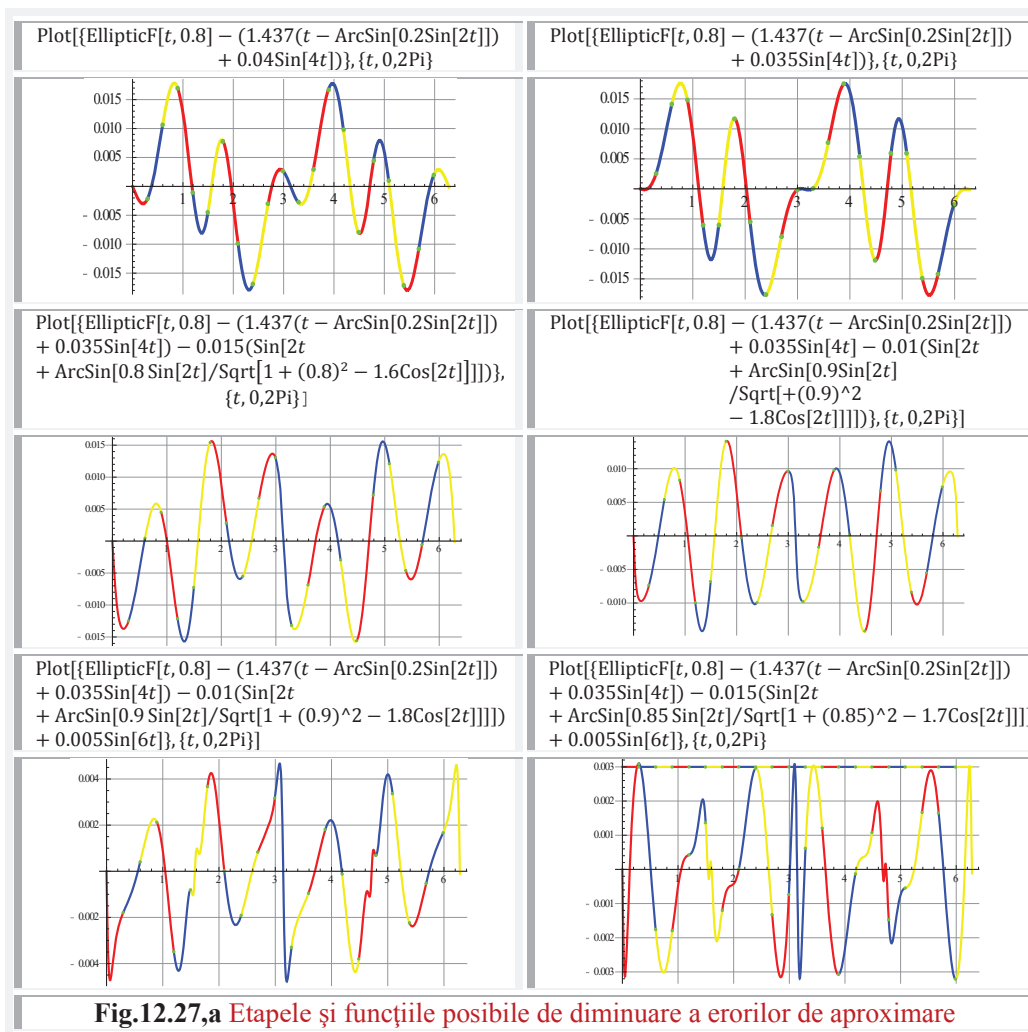 Plot[{EllipticF[t, 0.8] − (1.437(t − ArcSin[0.2Sin[2t]])
+ 0.04Sin[4t])}, {t, 0,2Pi}
Plot[{EllipticF[t, 0.8] − (1.437(t − ArcSin[0.2Sin[2t]])
+ 0.035Sin[4t])}, {t, 0,2Pi}
0.015
0.010
0.005
- 0.005
- 0.010
- 0.015
1 2 3 4 5 6
0.015
0.010
0.005
- 0.005
- 0.010
- 0.015
1 2 3 4 5 6
Plot[{EllipticF[t, 0.8] − (1.437(t − ArcSin[0.2Sin[2t]])
+ 0.035Sin[4t]) − 0.015(Sin[2t
+ ArcSin[0.8 Sin[2t]/Sqrt[1 + (0.8)² − 1.6Cos[2t]]]])},
{t, 0,2Pi}]
Plot[{EllipticF[t, 0.8] − (1.437(t − ArcSin[0.2Sin[2t]])
+ 0.035Sin[4t] − 0.01(Sin[2t
+ ArcSin[0.9Sin[2t]
/Sqrt[+(0.9)^2
− 1.8Cos[2t]]]])}, {t, 0,2Pi}]
0.015
0.010
0.005
- 0.005
- 0.010
- 0.015
1 2 3 4 5 6
0.010
0.005
- 0.005
- 0.010
1 2 3 4 5 6
Plot[{EllipticF[t, 0.8] − (1.437(t − ArcSin[0.2Sin[2t]])
+ 0.035Sin[4t]) − 0.01(Sin[2t
+ ArcSin[0.9 Sin[2t]/Sqrt[1 + (0.9)^2 − 1.8Cos[2t]]]])
+ 0.005Sin[6t]}, {t, 0,2Pi}]
Plot[{EllipticF[t, 0.8] − (1.437(t − ArcSin[0.2Sin[2t]])
+ 0.035Sin[4t]) − 0.015(Sin[2t
+ ArcSin[0.85 Sin[2t]/Sqrt[1 + (0.85)^2 − 1.7Cos[2t]]]]
+ 0.005Sin[6t]}, {t, 0,2Pi}
0.004
0.002
- 0.002
- 0.004
1 2 3 4 5 6
0.003
0.002
0.001
- 0.001
- 0.002
- 0.003
1 2 3 4 5 6
Fig.12.27,a Etapele şi funcţiile posibile de diminuare a erorilor de aproximare